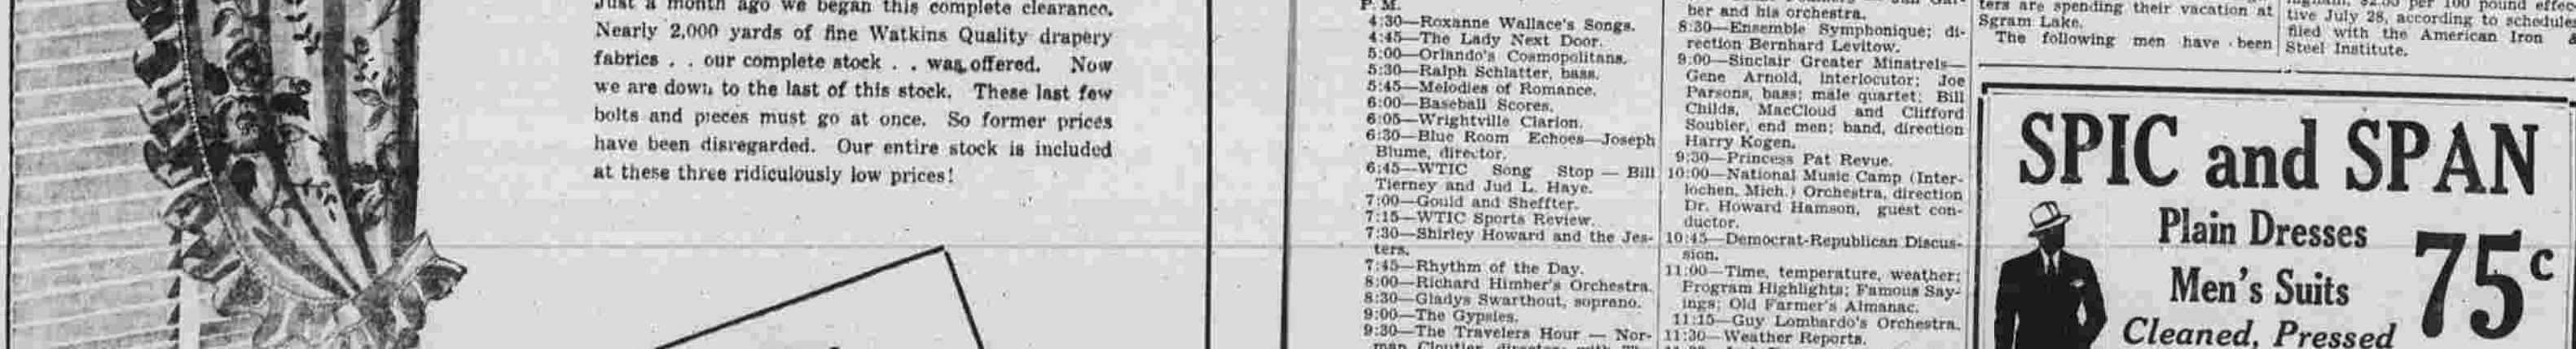 Just a month ago we began this complete clearance.
Nearly 2,000 yards of fine Watkins Quality drapery
fabrics . . our complete stock . . was offered. Now
we are down to the last of this stock. These last few
bolts and pieces must go at once. So former prices
have been disregarded. Our entire stock is included
at these three ridiculously low prices!
P. M.
4:30—Roxanne Wallace's Songs.
4:45—The Lady Next Door.
5:00—Orlando's Cosmopolitans.
5:30—Ralph Schlatter, bass.
5:45—Melodies of Romance.
6:00—Baseball Scores.
6:05—Wrightville Clarion.
6:30—Blue Room Echoes—Joseph
Blume, director.
6:45—WTIC Song Stop — Bill
Tierney and Jud L. Haye.
7:00—Gould and Sheffter.
7:15—WTIC Sports Review.
7:30—Shirley Howard and the Jes-
ters.
7:45—Rhythm of the Day.
8:00—Richard Himber's Orchestra.
8:30—Gladys Swarthout, soprano.
9:00—The Gypsies.
9:30—The Travelers Hour — Nor-
ber and his orchestra.
8:30—Ensemble Symphonique; di-
rection Bernhard Levitow.
9:00—Sinclair Greater Minstrels—
Gene Arnold, interlocutor; Joe
Parsons, bass; male quartet; Bill
Childs, MacCloud and Clifford
Soubier, end men; band, direction
Harry Kogen.
9:30—Princess Pat Revue.
10:00—National Music Camp (Inter-
lochen, Mich.) Orchestra, direction
Dr. Howard Hamson, guest con-
ductor.
10:45—Democrat-Republican Discus-
sion.
11:00—Time, temperature, weather;
Program Highlights; Famous Say-
ings; Old Farmer's Almanac.
11:15—Guy Lombardo's Orchestra.
11:30—Weather Reports.
ters are spending their vacation at
Sgram Lake.
The following men have been
per 100 pound effec-
tive July 28, according to schedules
filed with the American Iron &
Steel Institute.
SPIC and SPAN
Plain Dresses
Men's Suits
75c
Cleaned, Pressed